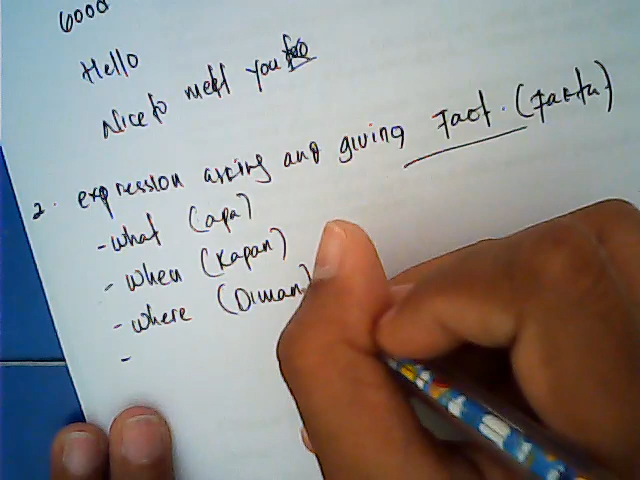 Good
Hello
Nice to meet you too
2. expression asking and giving Fact. (Fakta)
- what (apa)
- when (Kapan)
- where (Diman
-